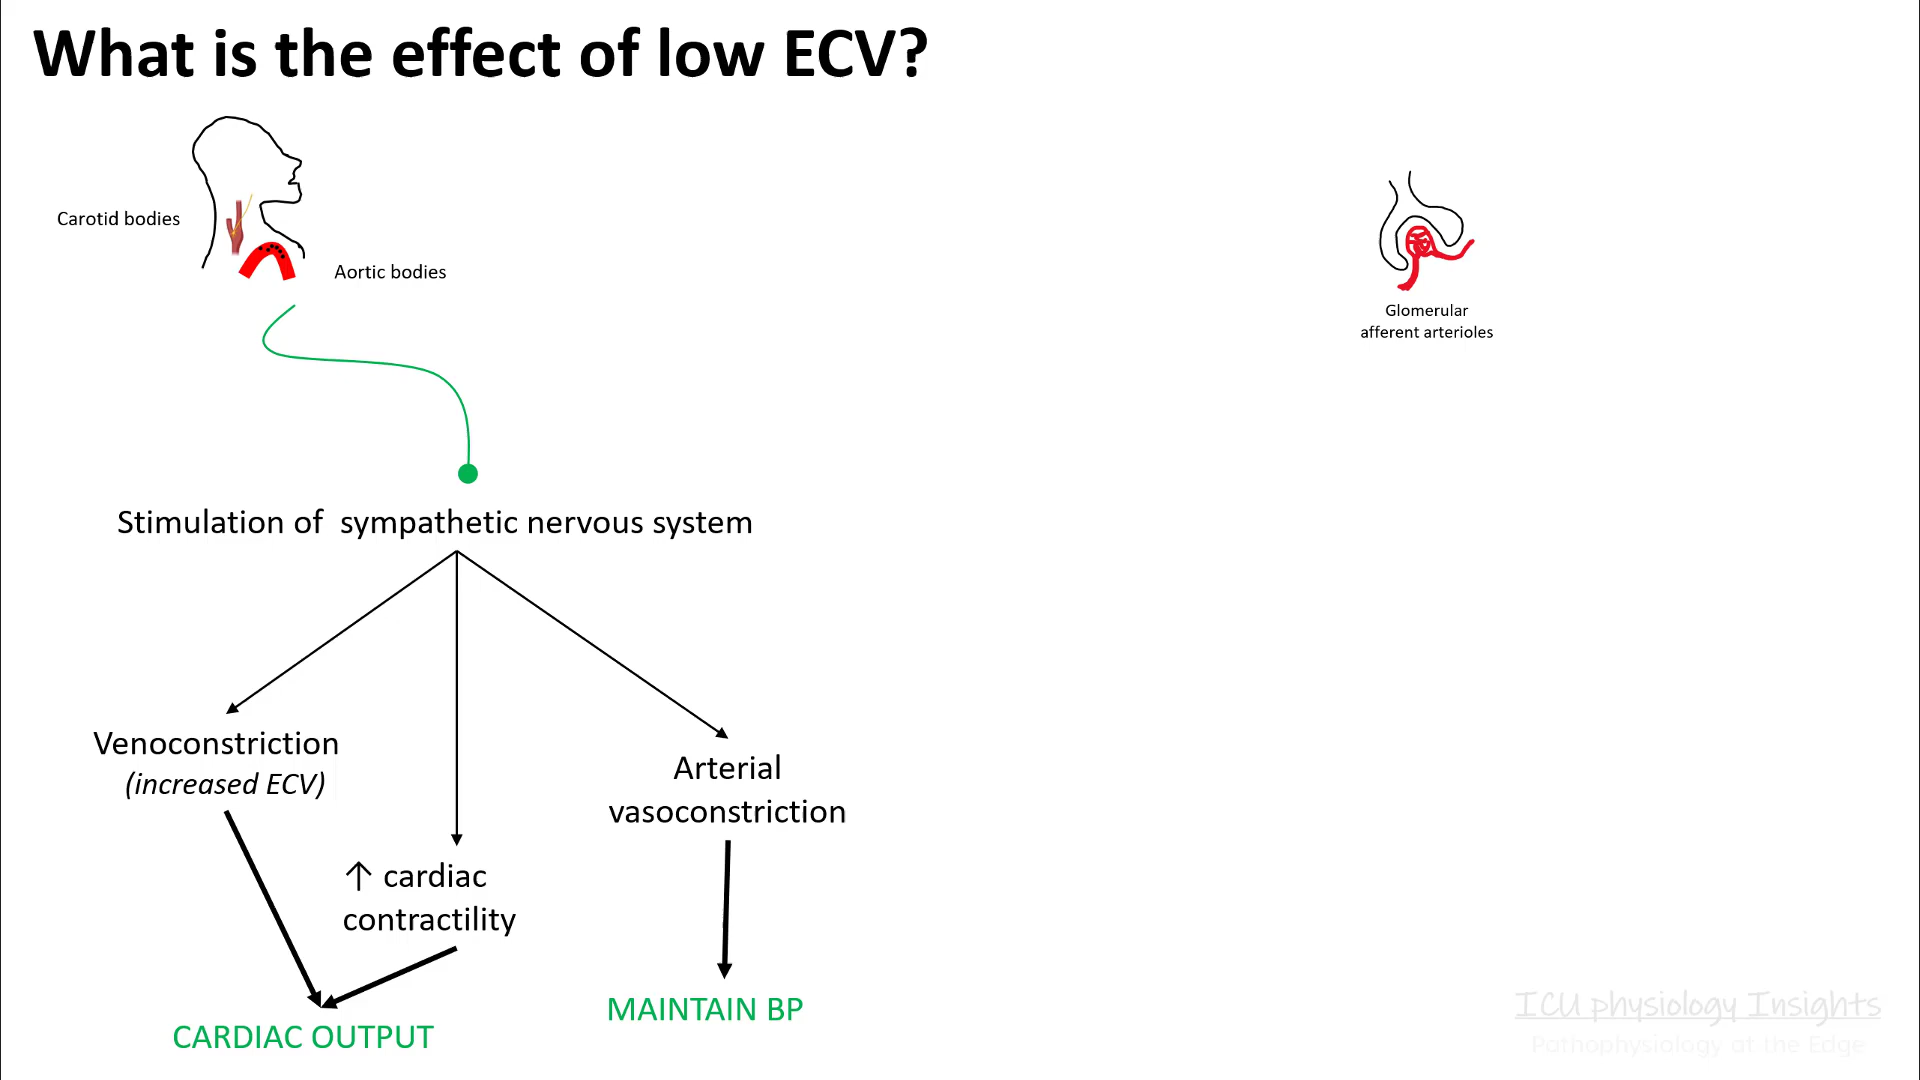 What is the effect of low ECV?
Carotid bodies
Aortic bodies
Glomerular
afferent arterioles
Stimulation of  sympathetic nervous system
Venoconstriction
(increased ECV)
Arterial
vasoconstriction
↑ cardiac
contractility
MAINTAIN BP
CARDIAC OUTPUT
ICU physiology Insights
Pathophysiology at the Edge